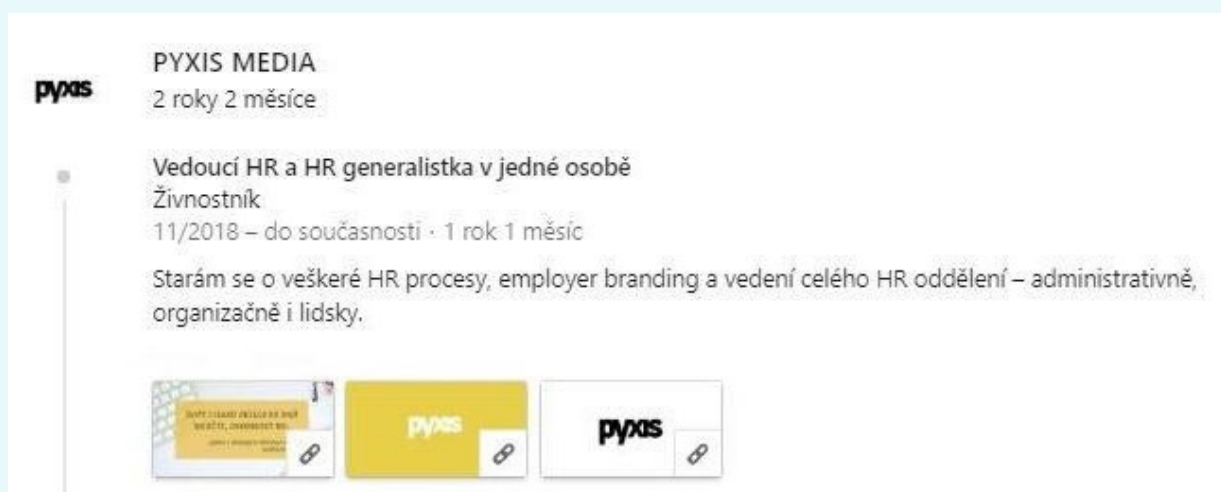 PYXIS MEDIA
pyxis
2 roky 2 měsíce
Vedoucí HR a HR generalistka v jedné osobě
Živnostník
11/2018 – do současnosti · 1 rok 1 měsíc
Starám se o veškeré HR procesy, employer branding a vedení celého HR oddělení – administrativně,
organizačně i lidsky.
pyxis
pyxis